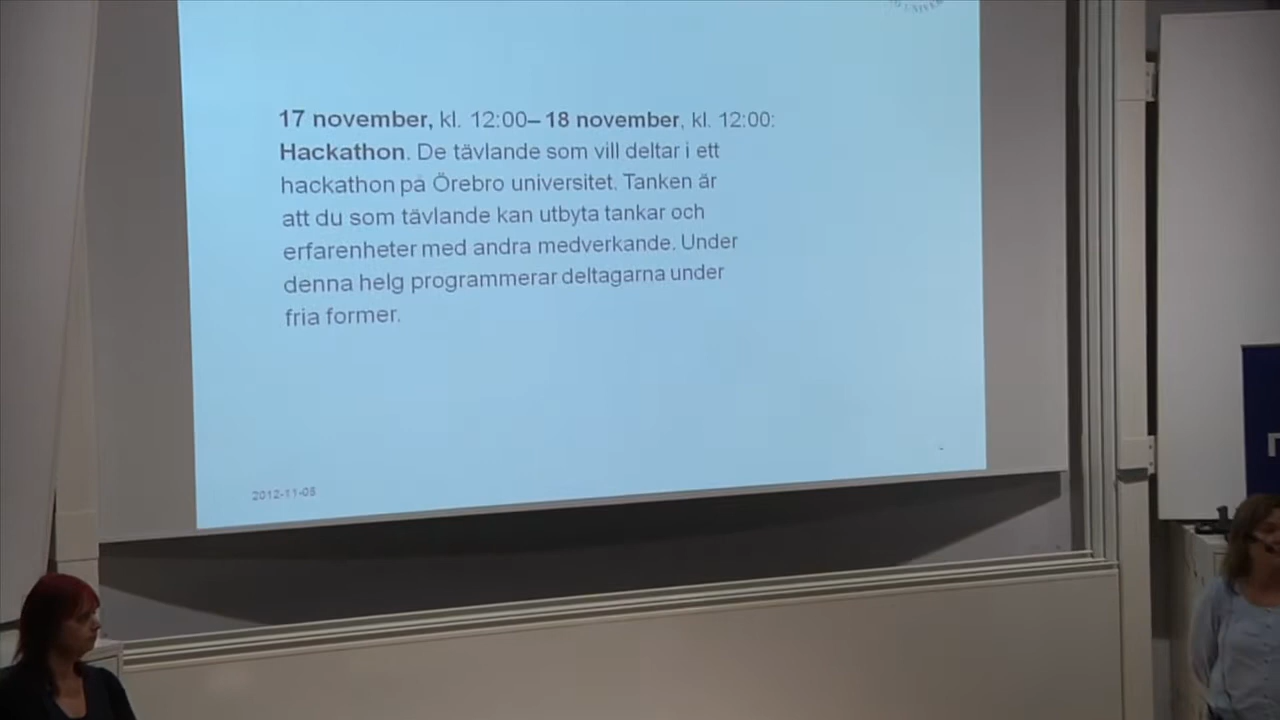 17 november, kl. 12:00– 18 november, kl. 12:00:
Hackathon. De tävlande som vill deltar i ett
hackathon på Örebro universitet. Tanken är
att du som tävlande kan utbyta tankar och
erfarenheter med andra medverkande. Under
denna helg programmerar deltagarna under
fria former.
2012-11-05